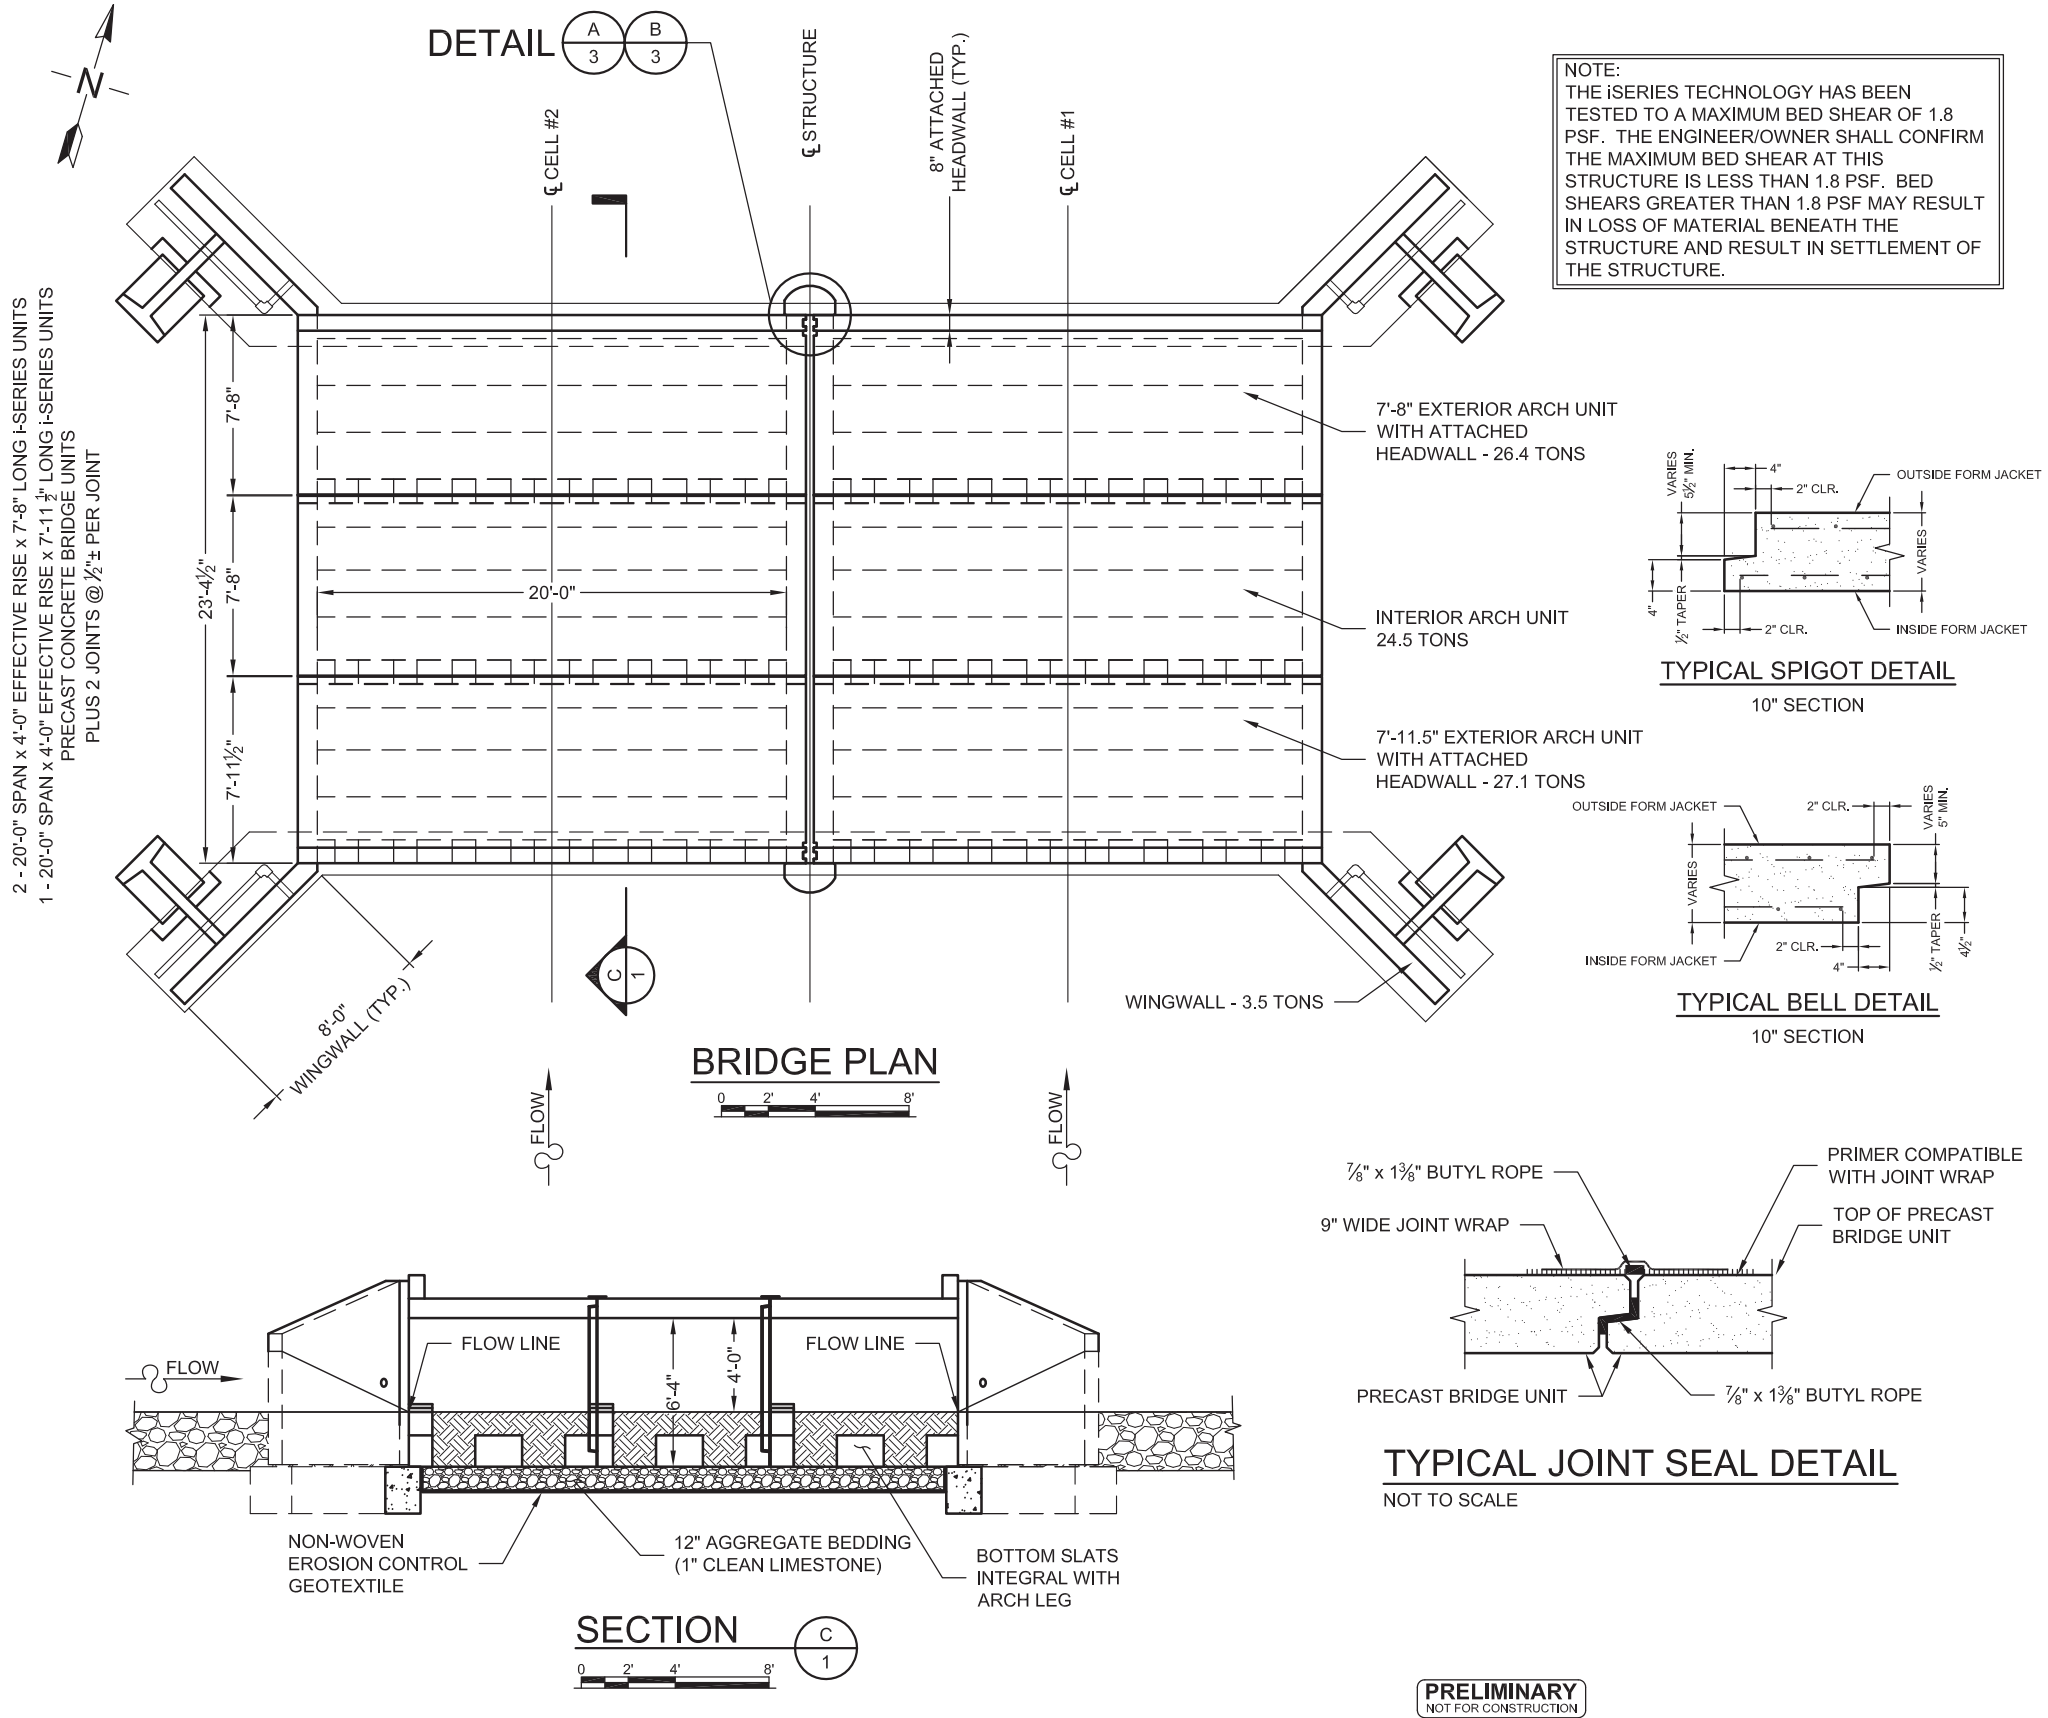 N
DETAIL
A
3
B
3
℄ CELL #2
℄ STRUCTURE
8" ATTACHED
HEADWALL (TYP.)
℄ CELL #1
NOTE:
THE iSERIES TECHNOLOGY HAS BEEN
TESTED TO A MAXIMUM BED SHEAR OF 1.8
PSF. THE ENGINEER/OWNER SHALL CONFIRM
THE MAXIMUM BED SHEAR AT THIS
STRUCTURE IS LESS THAN 1.8 PSF. BED
SHEARS GREATER THAN 1.8 PSF MAY RESULT
IN LOSS OF MATERIAL BENEATH THE
STRUCTURE AND RESULT IN SETTLEMENT OF
THE STRUCTURE.
2 - 20'-0" SPAN x 4'-0" EFFECTIVE RISE x 7'-8" LONG i-SERIES UNITS
1 - 20'-0" SPAN x 4'-0" EFFECTIVE RISE x 7'-11 ½" LONG i-SERIES UNITS
PRECAST CONCRETE BRIDGE UNITS
PLUS 2 JOINTS @ ½"± PER JOINT
23'-4½"
7'-8"
7'-8"
7'-11½"
20'-0"
7'-8" EXTERIOR ARCH UNIT
WITH ATTACHED
HEADWALL - 26.4 TONS
INTERIOR ARCH UNIT
24.5 TONS
7'-11.5" EXTERIOR ARCH UNIT
WITH ATTACHED
HEADWALL - 27.1 TONS
WINGWALL - 3.5 TONS
8'-0"
WINGWALL (TYP.)
C
1
BRIDGE PLAN
0 2' 4' 8'
FLOW
FLOW
VARIES
5½" MIN.
4"
2" CLR.
OUTSIDE FORM JACKET
VARIES
4"
½" TAPER
2" CLR.
INSIDE FORM JACKET
TYPICAL SPIGOT DETAIL
10" SECTION
OUTSIDE FORM JACKET
2" CLR.
VARIES
5" MIN.
VARIES
2" CLR.
INSIDE FORM JACKET
4"
½" TAPER
4½"
TYPICAL BELL DETAIL
10" SECTION
⅞" x 1⅜" BUTYL ROPE
PRIMER COMPATIBLE
WITH JOINT WRAP
9" WIDE JOINT WRAP
TOP OF PRECAST
BRIDGE UNIT
PRECAST BRIDGE UNIT
⅞" x 1⅜" BUTYL ROPE
TYPICAL JOINT SEAL DETAIL
NOT TO SCALE
FLOW
FLOW LINE
6'-4"
4'-0"
FLOW LINE
NON-WOVEN
EROSION CONTROL
GEOTEXTILE
12" AGGREGATE BEDDING
(1" CLEAN LIMESTONE)
BOTTOM SLATS
INTEGRAL WITH
ARCH LEG
SECTION
C
1
0 2' 4' 8'
PRELIMINARY
NOT FOR CONSTRUCTION